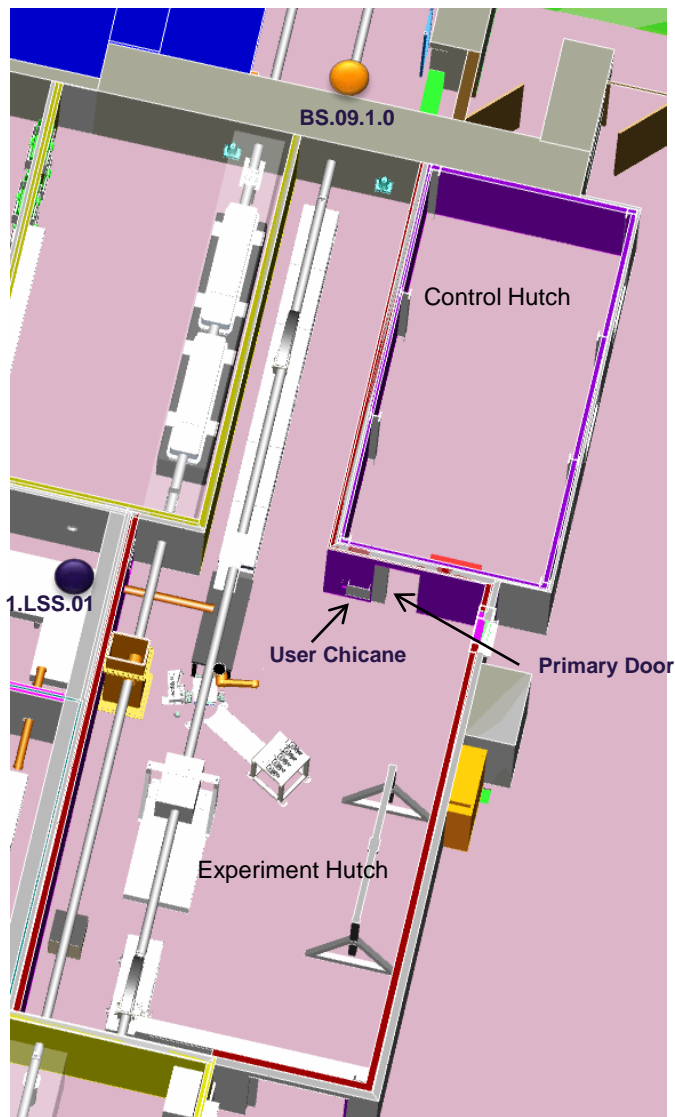 BS.09.1.0
Control Hutch
1.LSS.01
User Chicane
Primary Door
Experiment Hutch